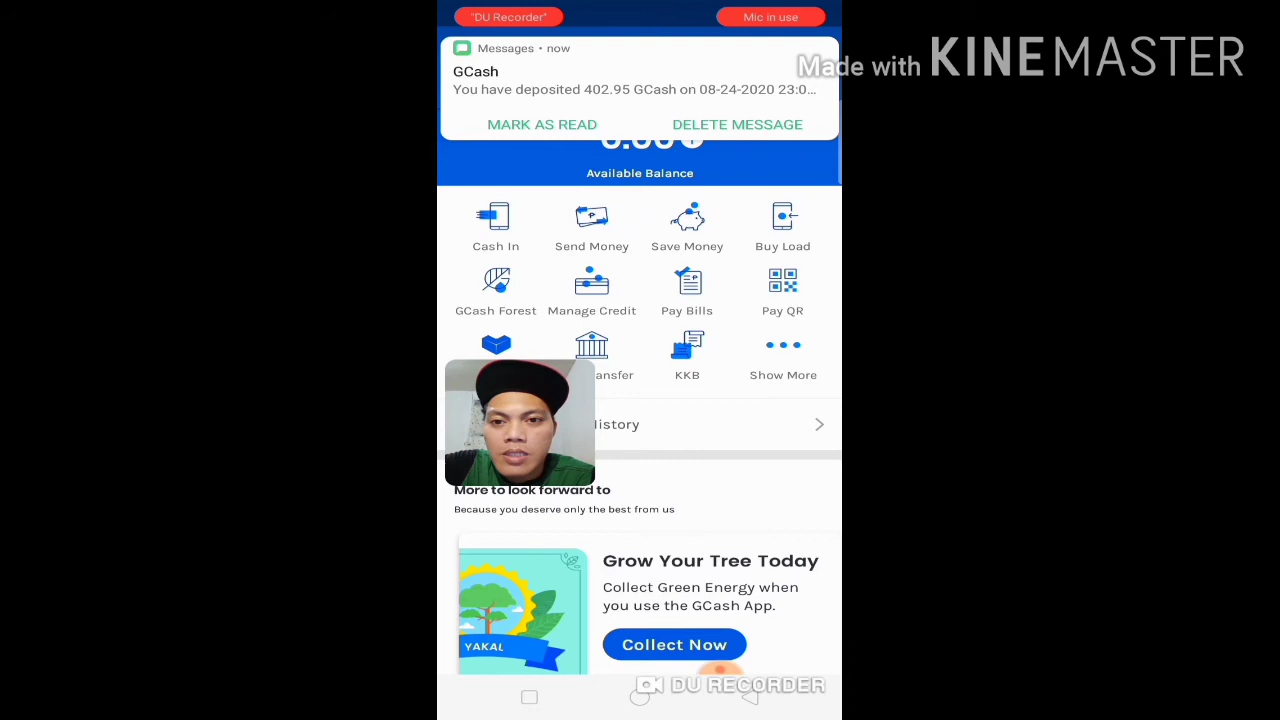 "DU Recorder"
Mic in use
Made with KINEMASTER
Messages • now
GCash
You have deposited 402.95 GCash on 08-24-2020 23:0...
MARK AS READ
DELETE MESSAGE
Available Balance
Cash In
Send Money
Save Money
Buy Load
GCash Forest
Manage Credit
Pay Bills
Pay QR
KKB
Show More
More to look forward to
Because you deserve only the best from us
Grow Your Tree Today
Collect Green Energy when
you use the GCash App.
YAKAL
Collect Now
DU RECORDER